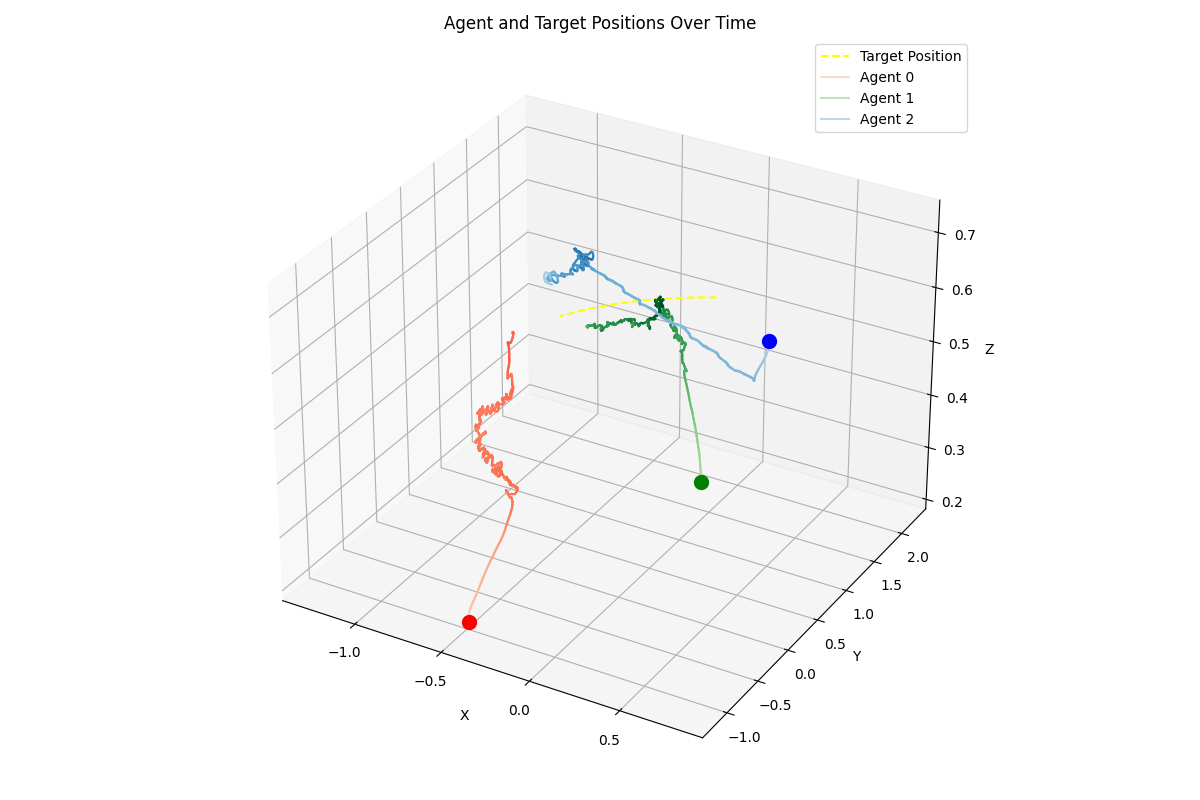 Agent and Target Positions Over Time
Target Position
Agent 0
Agent 1
Agent 2
0.7
0.6
0.5
Z
0.4
0.3
0.2
2.0
1.5
1.0
0.5
Y
0.0
−0.5
−1.0
−1.0
−0.5
X
0.0
0.5